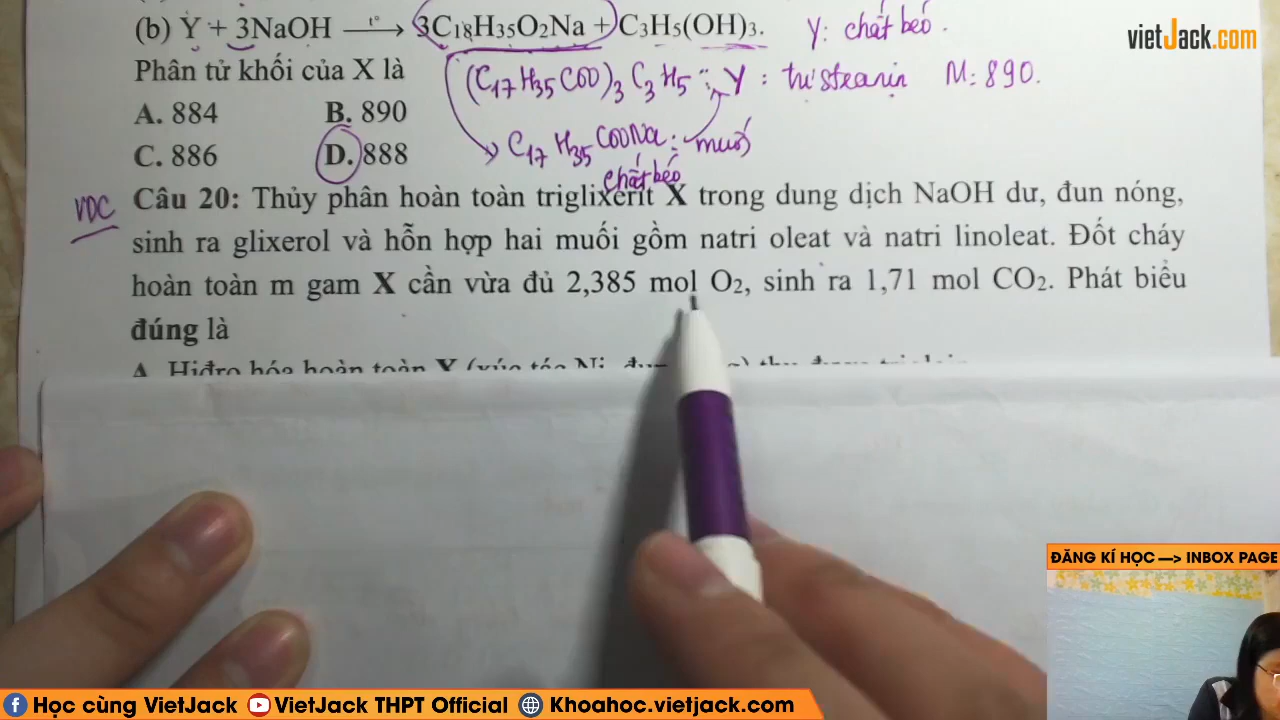 (b) Y + 3NaOH —t°→ 3C18H35O2Na + C3H5(OH)3. Y: chất béo.
vietJack.com
Phân tử khối của X là
(C17H35COO)3C3H5: Y: tristearin M: 890.
A. 884 B. 890
C17H35COONa: muối
C. 886 D. 888
chất béo
VDC Câu 20: Thủy phân hoàn toàn triglixerit X trong dung dịch NaOH dư, đun nóng,
sinh ra glixerol và hỗn hợp hai muối gồm natri oleat và natri linoleat. Đốt cháy
hoàn toàn m gam X cần vừa đủ 2,385 mol O2, sinh ra 1,71 mol CO2. Phát biểu
đúng là
A. Hiđro hóa hoàn toàn
ĐĂNG KÍ HỌC —> INBOX PAGE
Học cùng VietJack VietJack THPT Official Khoahoc.vietjack.com